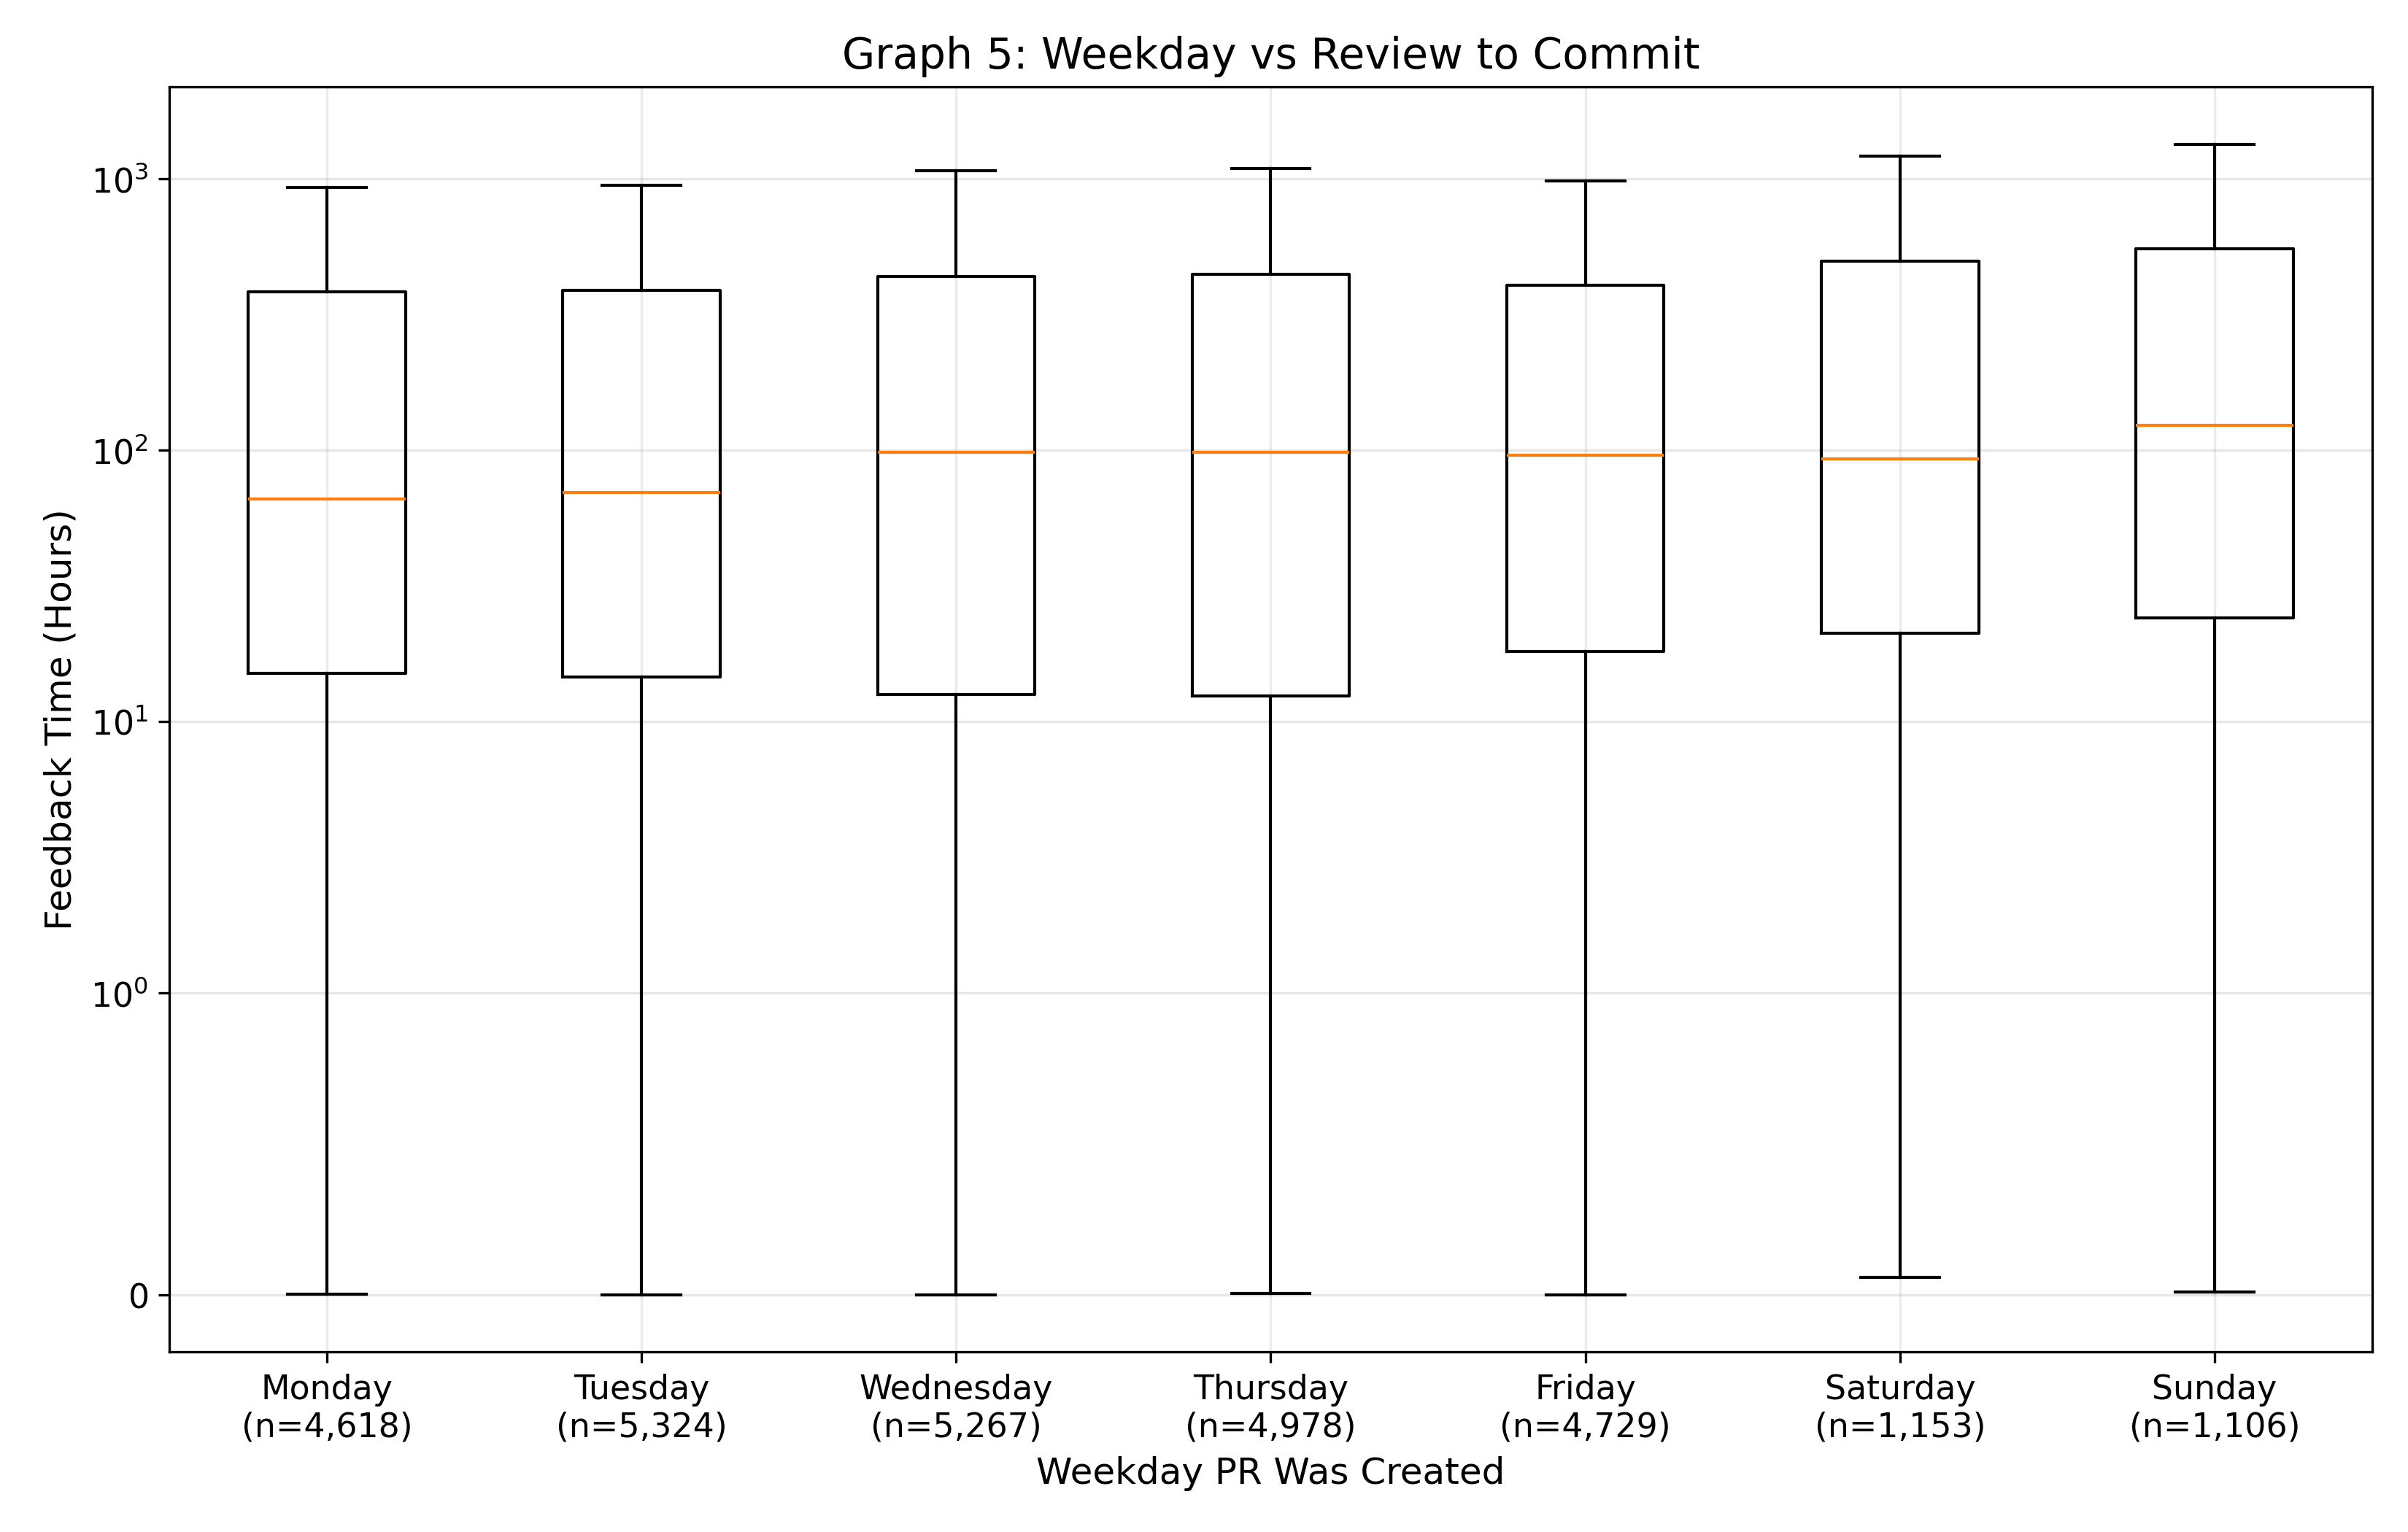 Graph 5: Weekday vs Review to Commit
Feedback Time (Hours)
10³
10²
10¹
10⁰
0
Monday
(n=4,618)
Tuesday
(n=5,324)
Wednesday
(n=5,267)
Thursday
(n=4,978)
Friday
(n=4,729)
Saturday
(n=1,153)
Sunday
(n=1,106)
Weekday PR Was Created